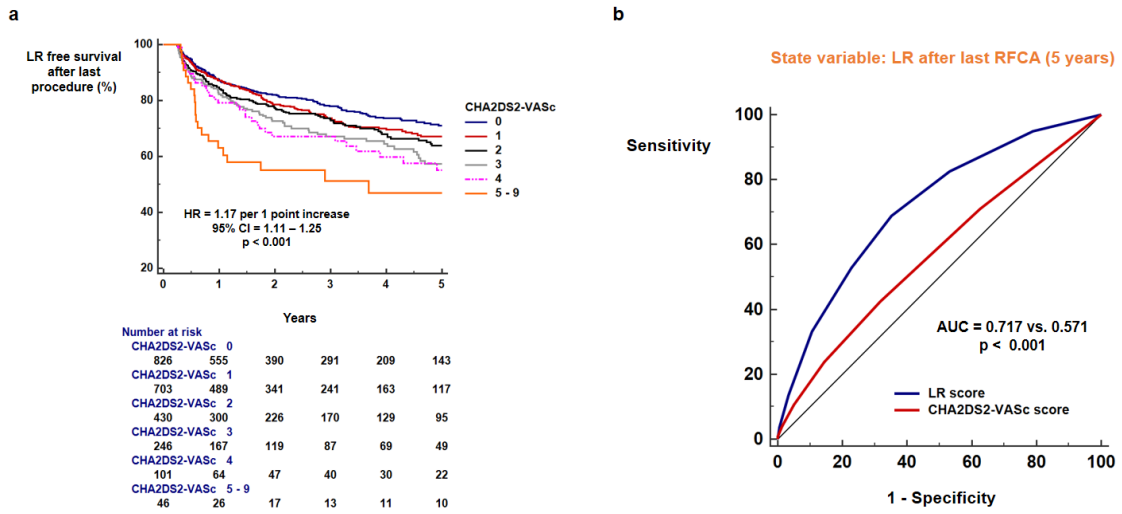 a
LR free survival
after last
procedure (%)
100
80
60
40
20
0
1
2
3
4
5
Years
HR = 1.17 per 1 point increase
95% CI = 1.11 – 1.25
p < 0.001
CHA2DS2-VASc
0
1
2
3
4
5 - 9
Number at risk
CHA2DS2-VASc 0
826 555 390 291 209 143
CHA2DS2-VASc 1
703 489 341 241 163 117
CHA2DS2-VASc 2
430 300 226 170 129 95
CHA2DS2-VASc 3
246 167 119 87 69 49
CHA2DS2-VASc 4
101 64 47 40 30 22
CHA2DS2-VASc 5 - 9
46 26 17 13 11 10
b
State variable: LR after last RFCA (5 years)
Sensitivity
100
80
60
40
20
0
0 20 40 60 80 100
1 - Specificity
AUC = 0.717 vs. 0.571
p < 0.001
LR score
CHA2DS2-VASc score